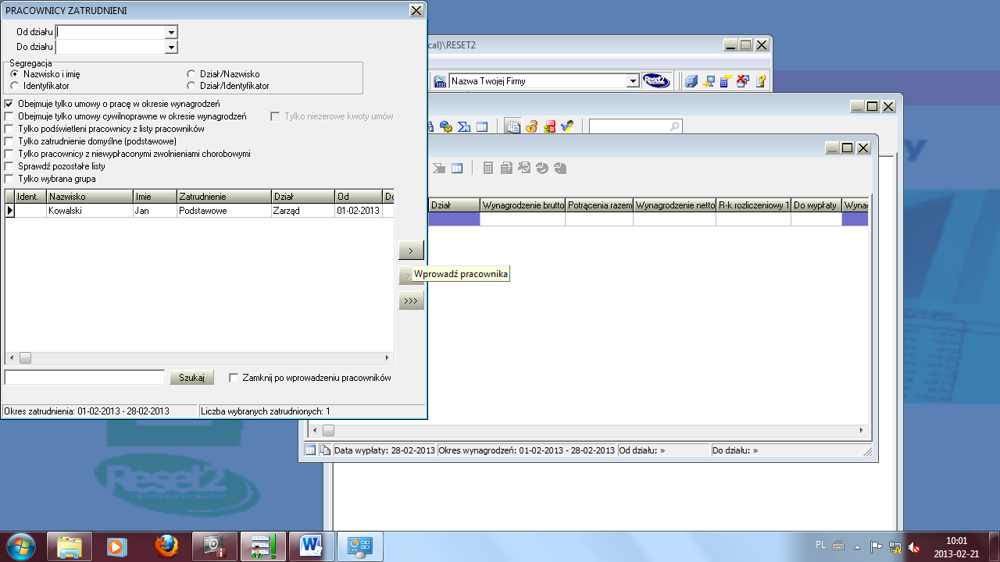 PRACOWNICY ZATRUDNIENI
Od działu
Do działu
Segregacja
Nazwisko i imię
Dział/Nazwisko
Identyfikator
Dział/Identyfikator
Obejmuje tylko umowy o pracę w okresie wynagrodzeń
Obejmuje tylko umowy cywilnoprawne w okresie wynagrodzeń
Tylko niezerowe kwoty umów
Tylko podświetleni pracownicy z listy pracowników
Tylko zatrudnienie domyślne (podstawowe)
Tylko pracownicy z niewypłaconymi zwolnieniami chorobowymi
Sprawdź pozostałe listy
Tylko wybrana grupa
Ident. Nazwisko Imie Zatrudnienie Dział Od Do
Kowalski Jan Podstawowe Zarząd 01-02-2013
>
Wprowadź pracownika
>>>
Szukaj
Zamknij po wprowadzeniu pracowników
Okres zatrudnienia: 01-02-2013 - 28-02-2013
Liczba wybranych zatrudnionych: 1
cal)\RESET2
Nazwa Twojej Firmy
Reset2
Dział Wynagrodzenie brutto Potrącenia razem Wynagrodzenie netto R-k rozliczeniowy 1 Do wypłaty Wynag
Data wypłaty: 28-02-2013
Okres wynagrodzeń: 01-02-2013 - 28-02-2013
Od działu: »
Do działu: »
Reset2
PL
10:01
2013-02-21